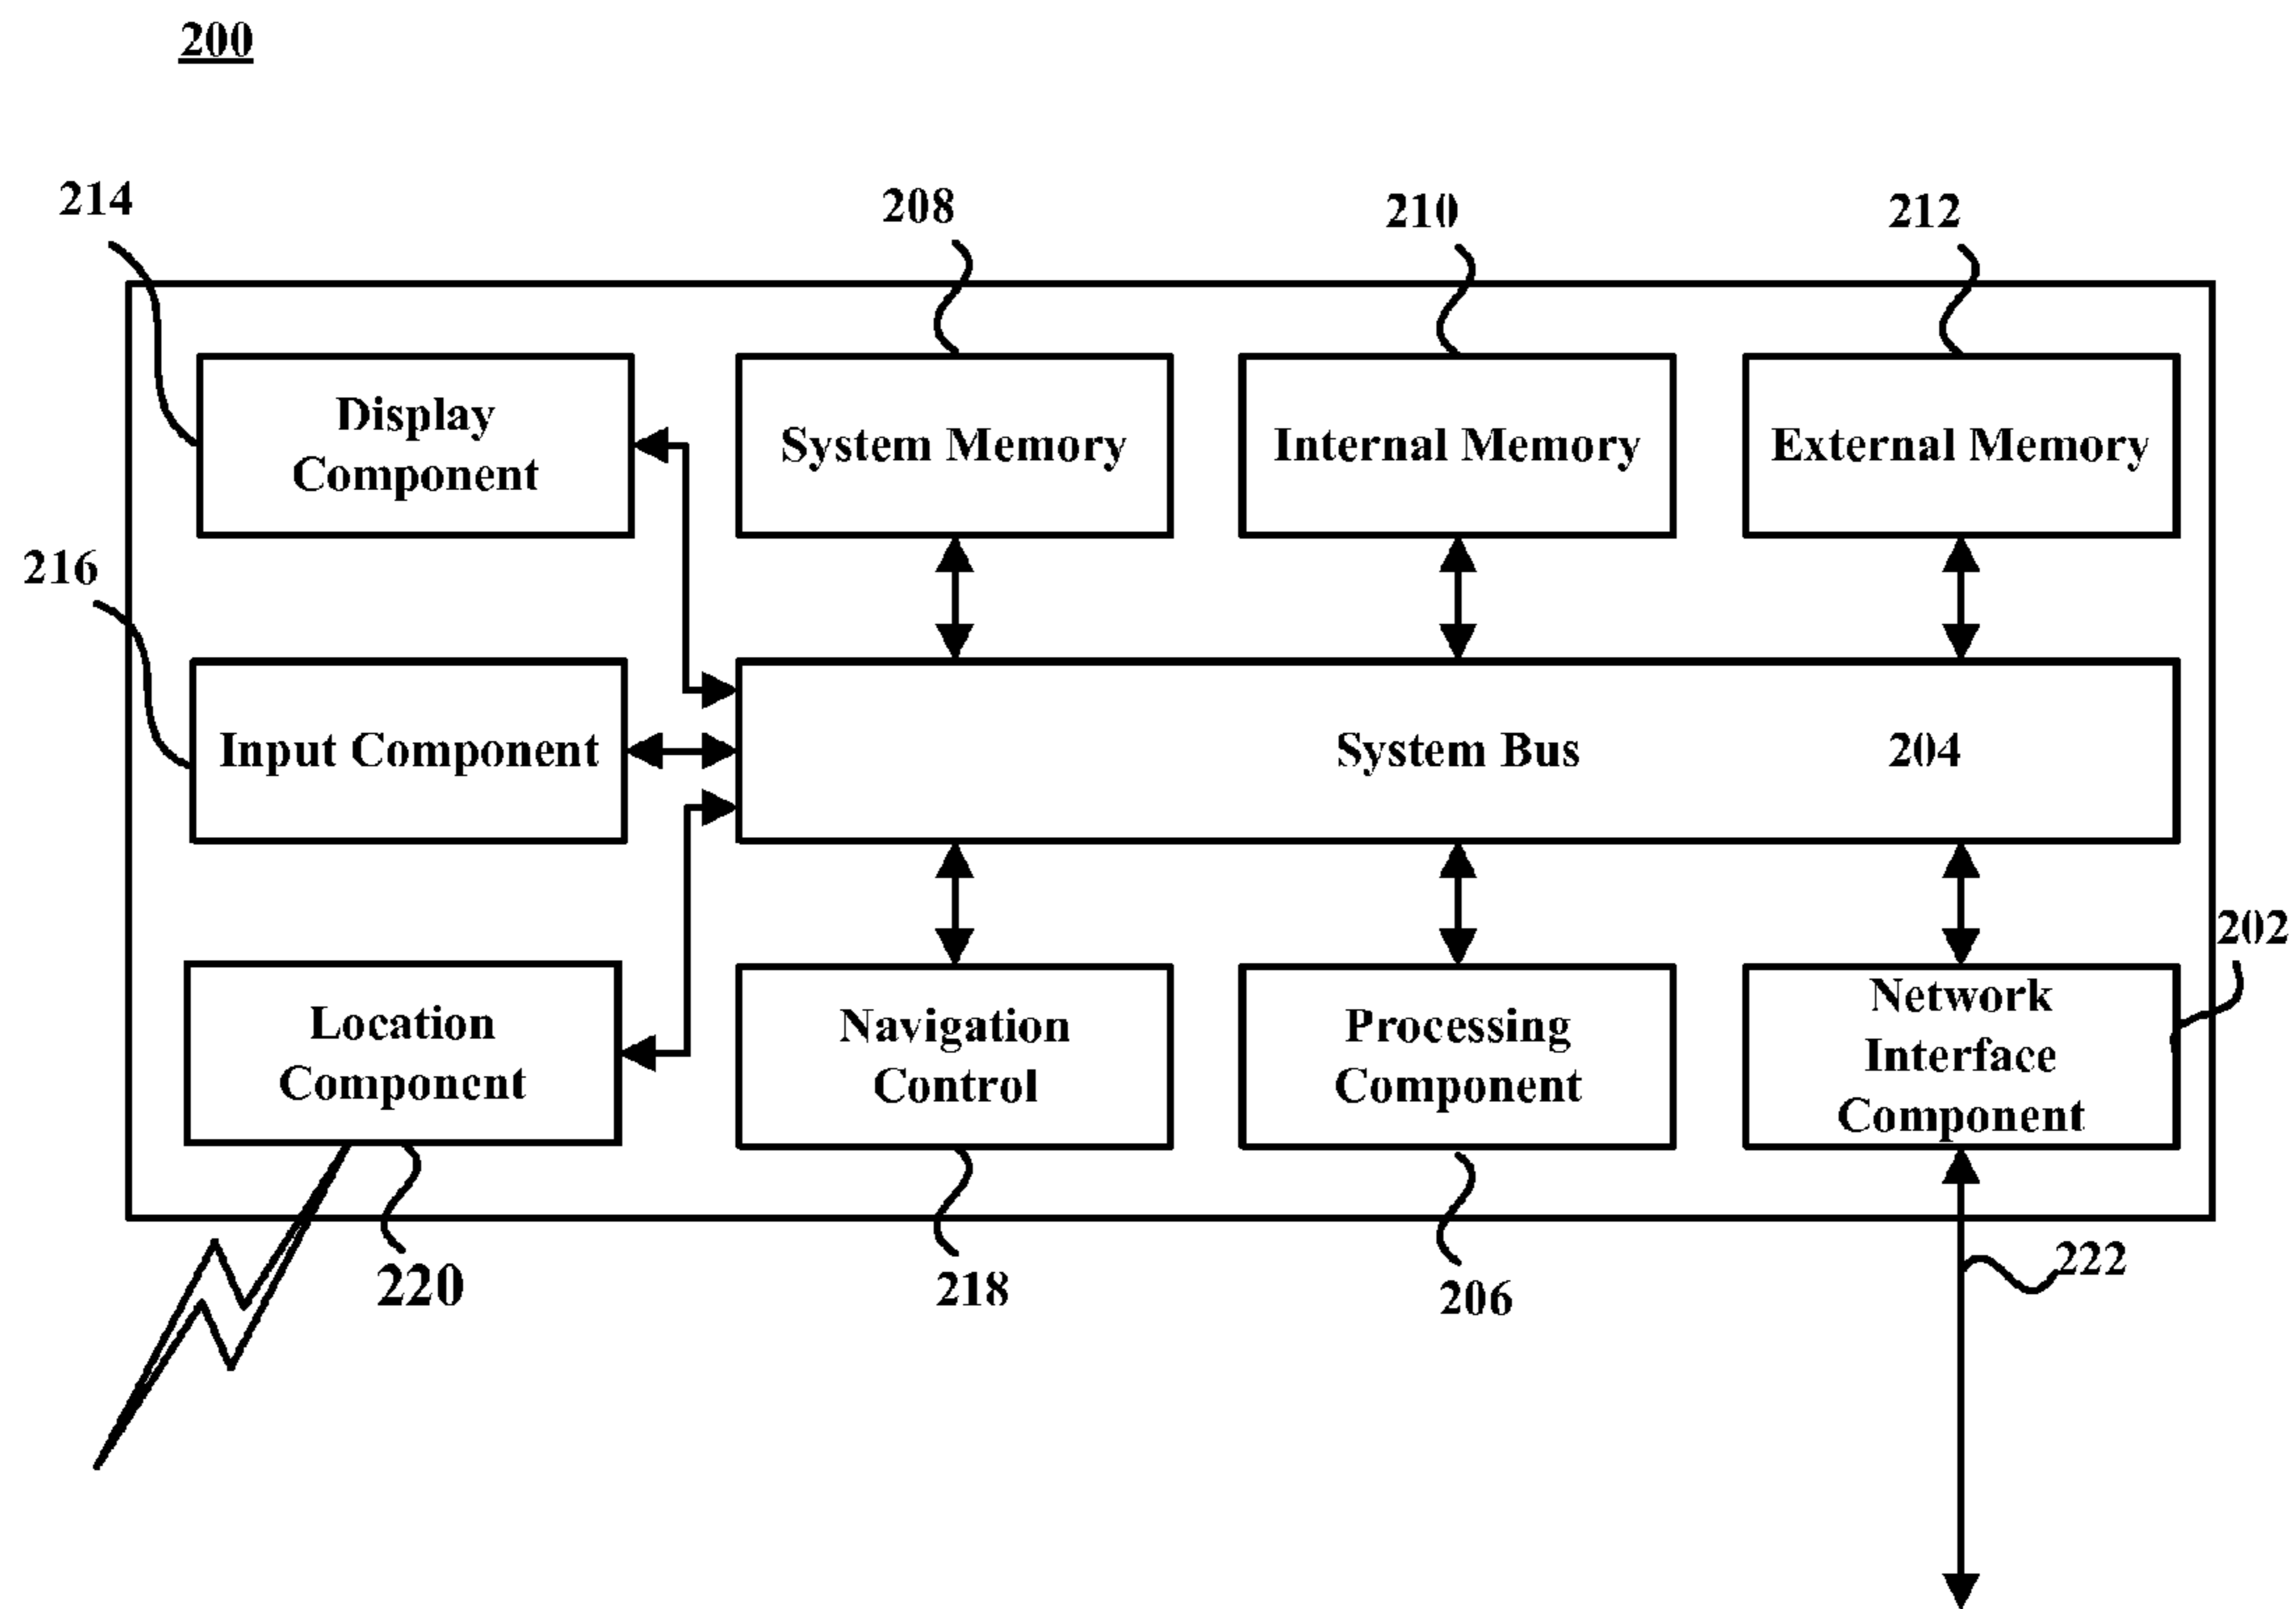 200
214
208
210
212
Display
Component
System Memory
Internal Memory
External Memory
216
Input Component
System Bus
204
202
Location
Component
Navigation
Control
Processing
Component
Network
Interface
Component
220
218
206
222